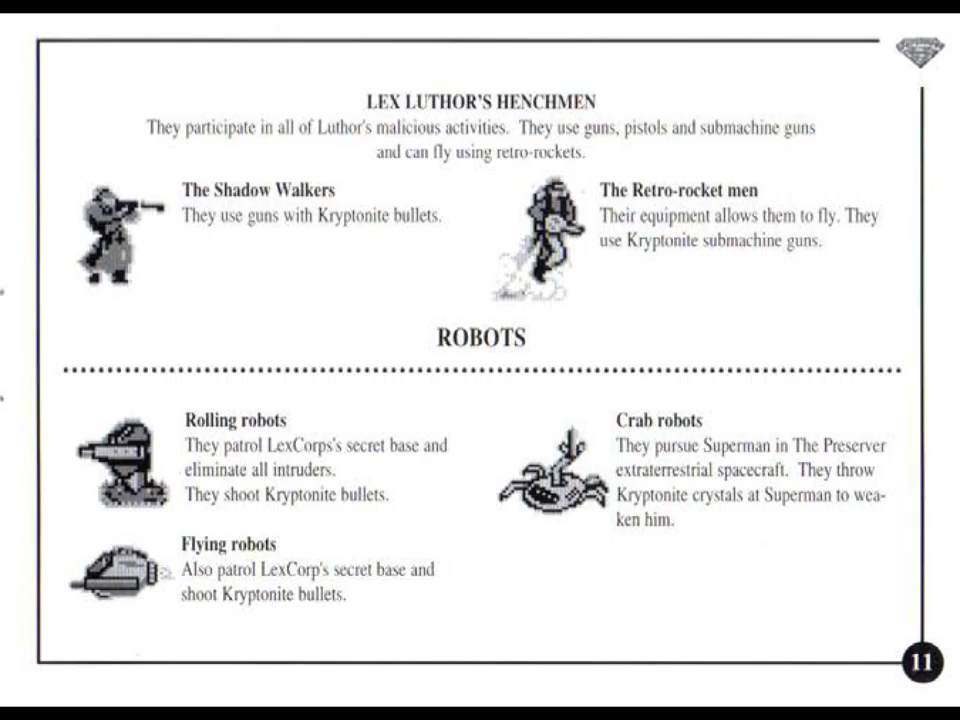 LEX LUTHOR'S HENCHMEN
They participate in all of Luthor's malicious activities. They use guns, pistols and submachine guns
and can fly using retro-rockets.
The Shadow Walkers
They use guns with Kryptonite bullets.
The Retro-rocket men
Their equipment allows them to fly. They
use Kryptonite submachine guns.
ROBOTS
Rolling robots
They patrol LexCorps's secret base and
eliminate all intruders.
They shoot Kryptonite bullets.
Crab robots
They pursue Superman in The Preserver
extraterrestrial spacecraft. They throw
Kryptonite crystals at Superman to wea-
ken him.
Flying robots
Also patrol LexCorp's secret base and
shoot Kryptonite bullets.
11